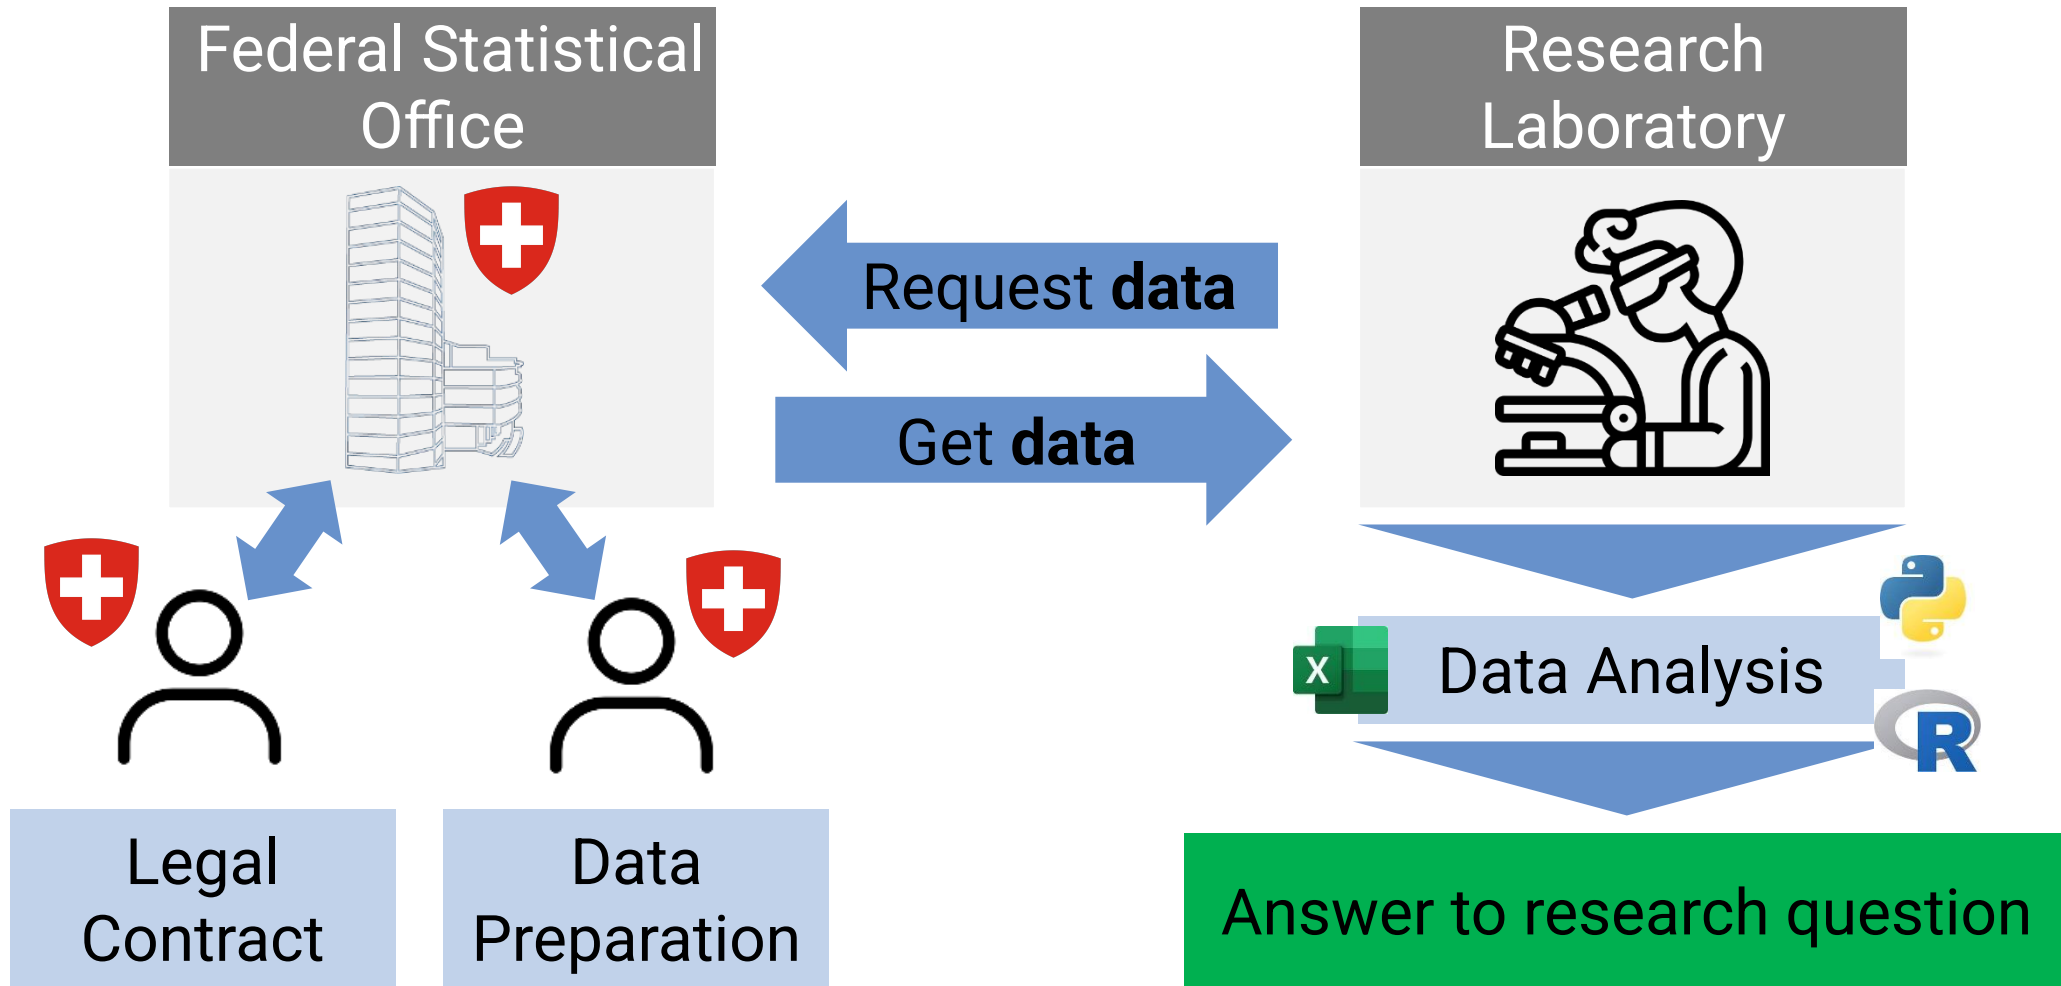 Federal Statistical
Office
Research
Laboratory
Request data
Get data
X
Data Analysis
R
Legal
Contract
Data
Preparation
Answer to research question